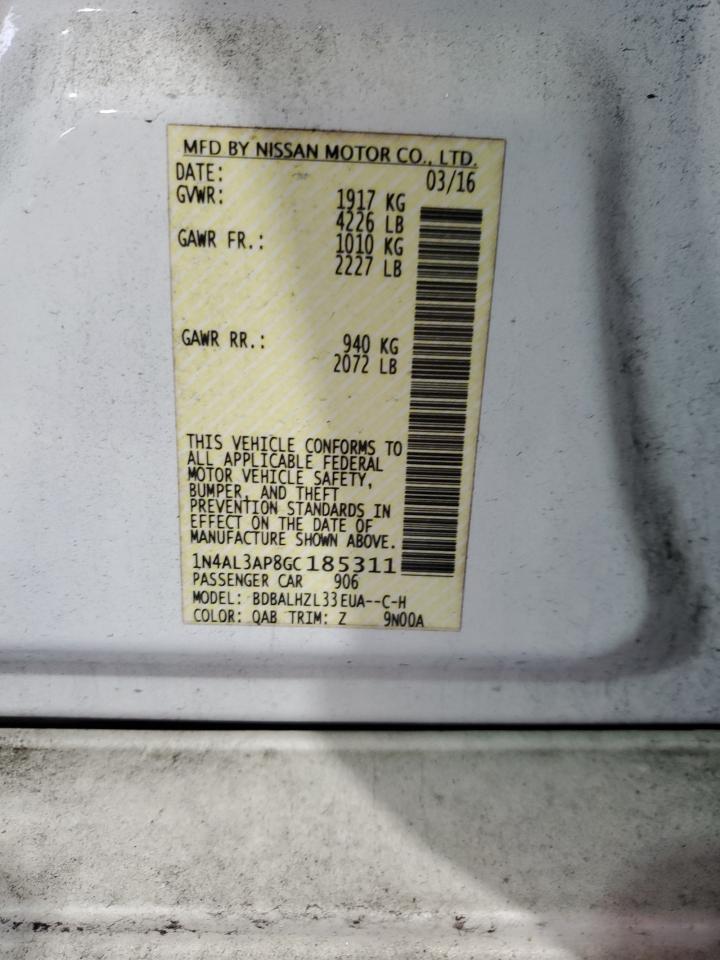 MFD BY NISSAN MOTOR CO., LTD.
DATE: 03/16
GVWR: 1917 KG
4226 LB
GAWR FR.: 1010 KG
2227 LB
GAWR RR.: 940 KG
2072 LB
THIS VEHICLE CONFORMS TO
ALL APPLICABLE FEDERAL
MOTOR VEHICLE SAFETY,
BUMPER, AND THEFT
PREVENTION STANDARDS IN
EFFECT ON THE DATE OF
MANUFACTURE SHOWN ABOVE.
1N4AL3AP8GC185311
PASSENGER CAR 906
MODEL: BDBALHZL33EUA--C-H
COLOR: QAB TRIM: Z 9N00A